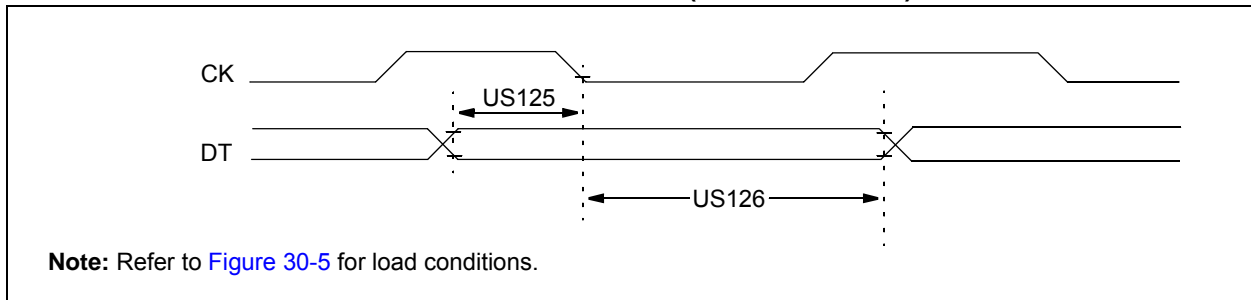 CK
US125
DT
US126
Note: Refer to Figure 30-5 for load conditions.